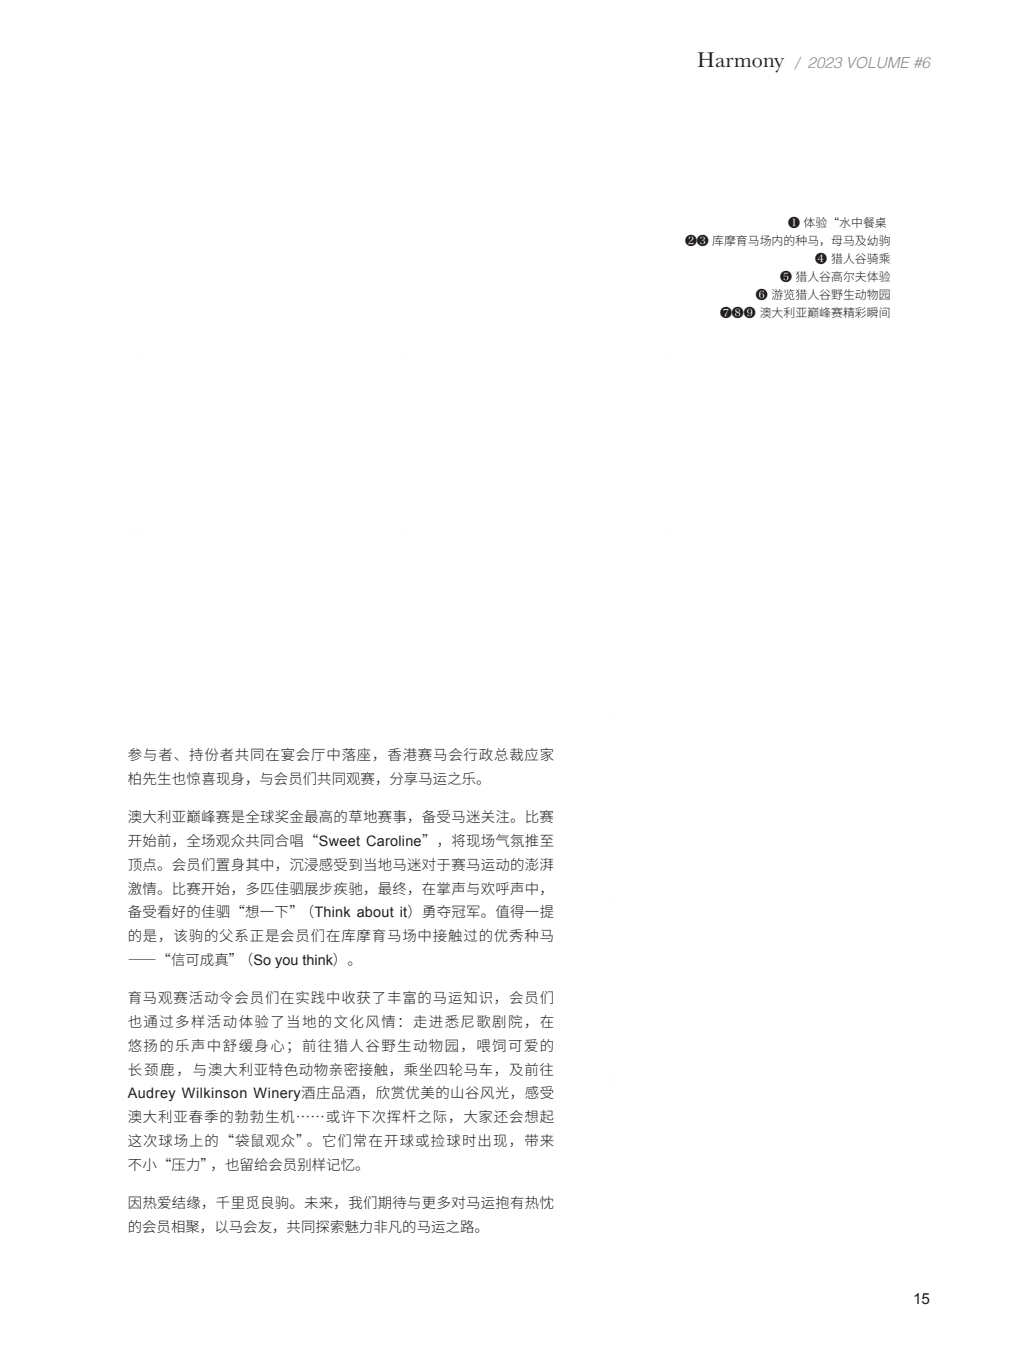 Harmony / 2023 VOLUME #6
❶ 体验“水中餐桌
❷❸ 库摩育马场内的种马，母马及幼驹
❹ 猎人谷骑乘
❺ 猎人谷高尔夫体验
❻ 游览猎人谷野生动物园
❼❽❾ 澳大利亚巅峰赛精彩瞬间
参与者、持份者共同在宴会厅中落座，香港赛马会行政总裁应家
柏先生也惊喜现身，与会员们共同观赛，分享马运之乐。
澳大利亚巅峰赛是全球奖金最高的草地赛事，备受马迷关注。比赛
开始前，全场观众共同合唱“Sweet Caroline”，将现场气氛推至
顶点。会员们置身其中，沉浸感受到当地马迷对于赛马运动的澎湃
激情。比赛开始，多匹佳驷展步疾驰，最终，在掌声与欢呼声中，
备受看好的佳驷“想一下”（Think about it）勇夺冠军。值得一提
的是，该驹的父系正是会员们在库摩育马场中接触过的优秀种马
——“信可成真”（So you think）。
育马观赛活动令会员们在实践中收获了丰富的马运知识，会员们
也通过多样活动体验了当地的文化风情：走进悉尼歌剧院，在
悠扬的乐声中舒缓身心；前往猎人谷野生动物园，喂饲可爱的
长颈鹿，与澳大利亚特色动物亲密接触，乘坐四轮马车，及前往
Audrey Wilkinson Winery酒庄品酒，欣赏优美的山谷风光，感受
澳大利亚春季的勃勃生机……或许下次挥杆之际，大家还会想起
这次球场上的“袋鼠观众”。它们常在开球或捡球时出现，带来
不小“压力”，也留给会员别样记忆。
因热爱结缘，千里觅良驹。未来，我们期待与更多对马运抱有热忱
的会员相聚，以马会友，共同探索魅力非凡的马运之路。
15